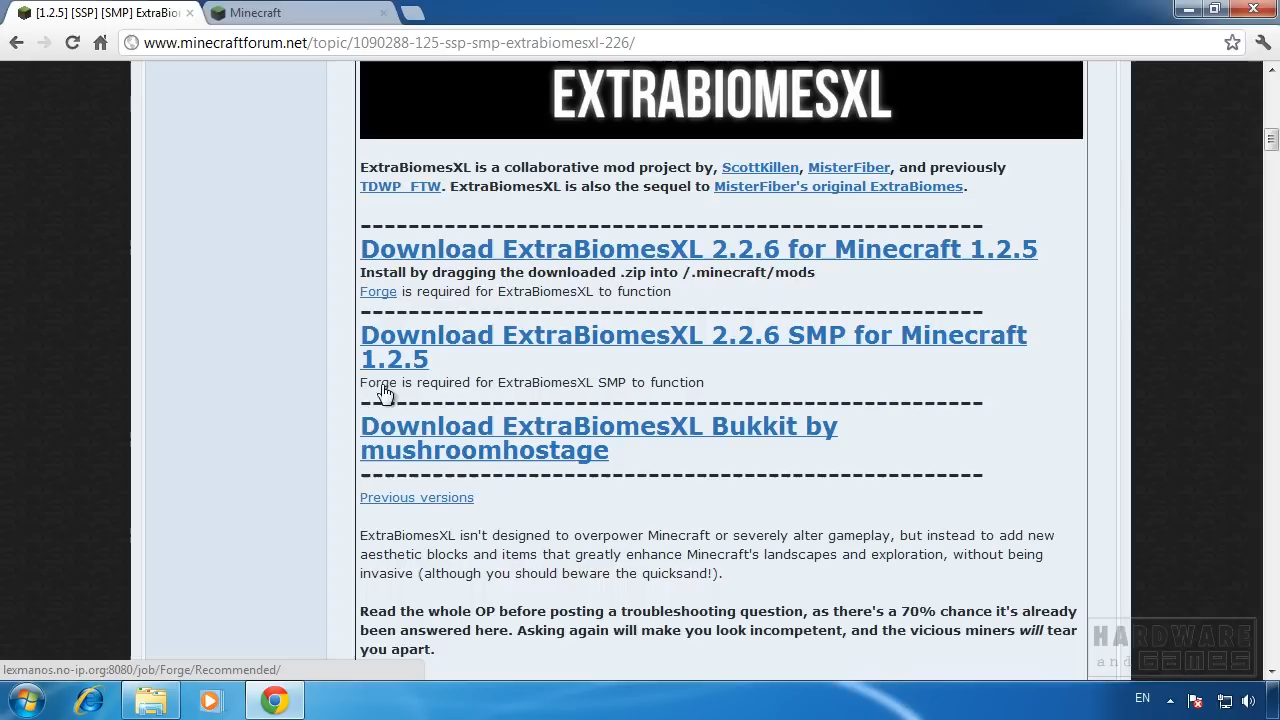 [1.2.5] [SSP] [SMP] ExtraBior
Minecraft
www.minecraftforum.net/topic/1090288-125-ssp-smp-extrabiomesxl-226/
EXTRABIOMESXL
ExtraBiomesXL is a collaborative mod project by, ScottKillen, MisterFiber, and previously
TDWP_FTW. ExtraBiomesXL is also the sequel to MisterFiber's original ExtraBiomes.
----------------------------------------------------
Download ExtraBiomesXL 2.2.6 for Minecraft 1.2.5
Install by dragging the downloaded .zip into /.minecraft/mods
Forge is required for ExtraBiomesXL to function
----------------------------------------------------
Download ExtraBiomesXL 2.2.6 SMP for Minecraft
1.2.5
Forge is required for ExtraBiomesXL SMP to function
----------------------------------------------------
Download ExtraBiomesXL Bukkit by
mushroomhostage
----------------------------------------------------
Previous versions
ExtraBiomesXL isn't designed to overpower Minecraft or severely alter gameplay, but instead to add new
aesthetic blocks and items that greatly enhance Minecraft's landscapes and exploration, without being
invasive (although you should beware the quicksand!).
Read the whole OP before posting a troubleshooting question, as there's a 70% chance it's already
been answered here. Asking again will make you look incompetent, and the vicious miners will tear
you apart.
HARDWARE
and GAMES
lexmanos.no-ip.org:8080/job/Forge/Recommended/
EN